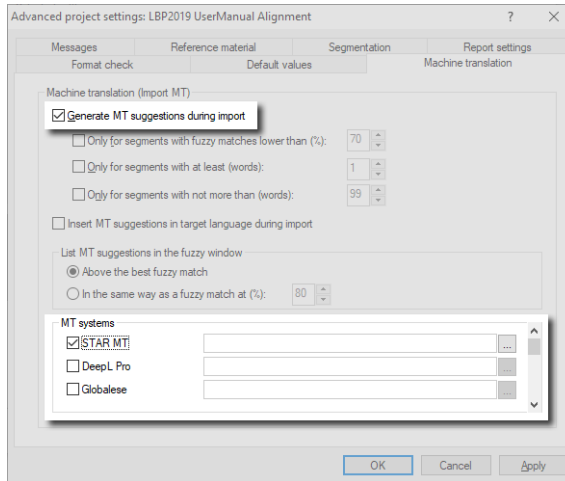 Advanced project settings: LBP2019 UserManual Alignment ? ×
Messages Reference material Segmentation Report settings
Format check Default values Machine translation
Machine translation (Import MT)
Generate MT suggestions during import
Only for segments with fuzzy matches lower than (%): 70
Only for segments with at least (words): 1
Only for segments with not more than (words): 99
Insert MT suggestions in target language during import
List MT suggestions in the fuzzy window
Above the best fuzzy match
In the same way as a fuzzy match at (%): 80
MT systems
STAR MT ...
DeepL Pro ...
Globalese ...
OK Cancel Apply